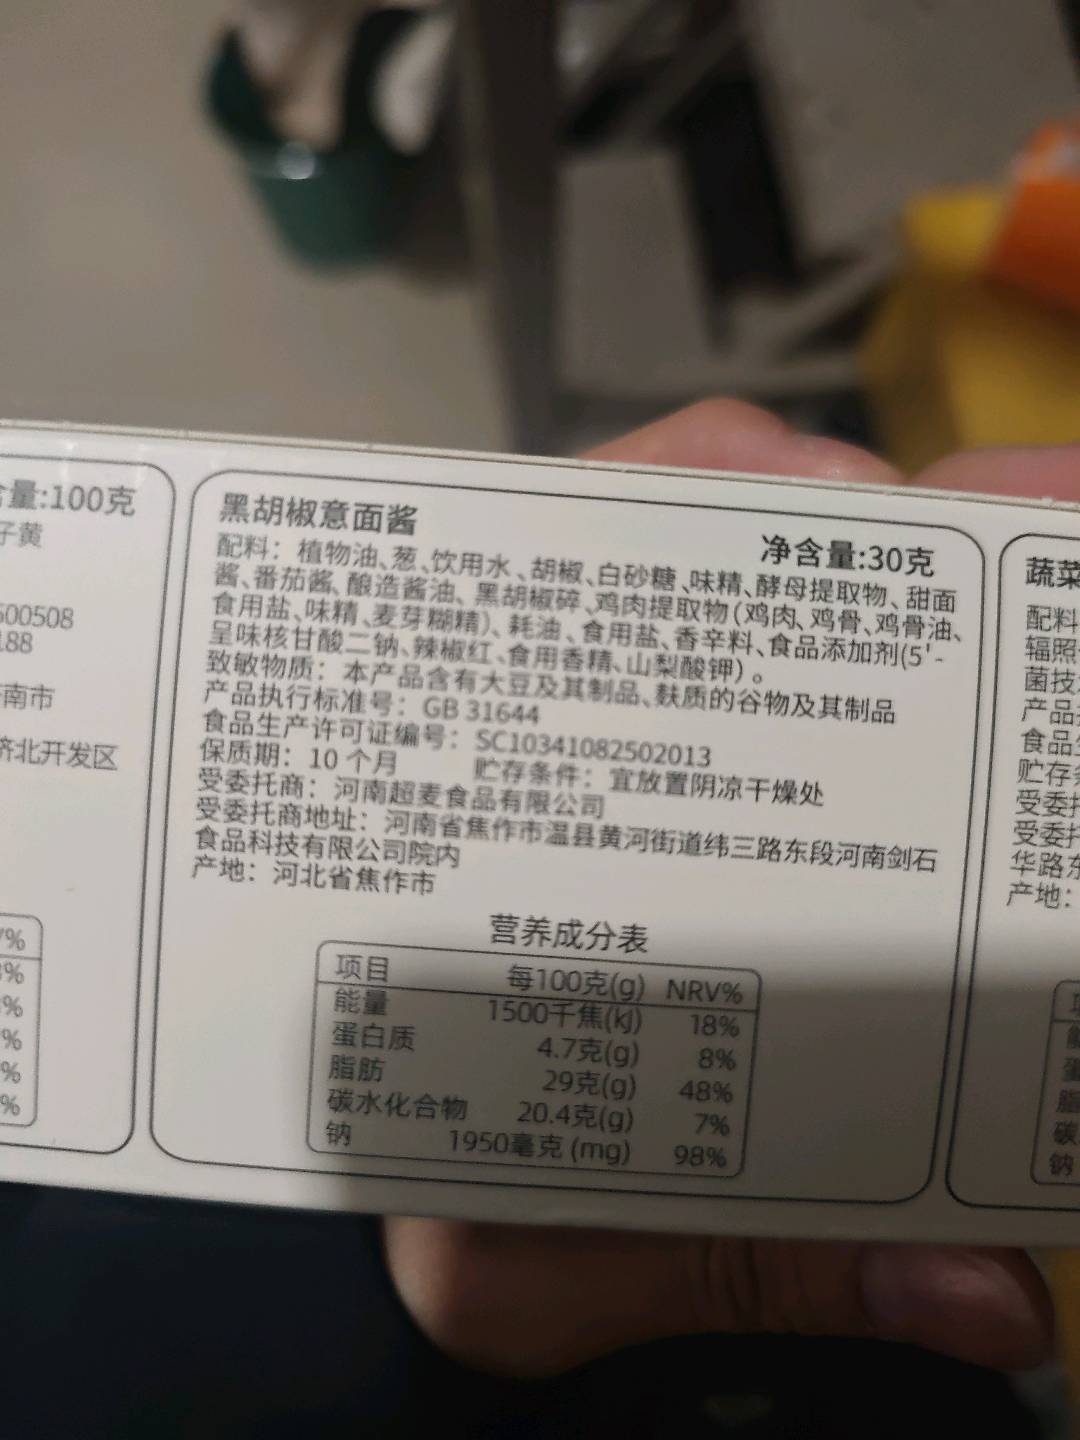 量:100克
子黄
500508
188
南市
济北开发区
%
%
%
%
%
%
黑胡椒意面酱
净含量:30克
配料：植物油、葱、饮用水、胡椒、白砂糖、味精、酵母提取物、甜面
酱、番茄酱、酿造酱油、黑胡椒碎、鸡肉提取物(鸡肉、鸡骨、鸡骨油、
食用盐、味精、麦芽糊精)、耗油、食用盐、香辛料、食品添加剂(5'-
呈味核甘酸二钠、辣椒红、食用香精、山梨酸钾)。
致敏物质：本产品含有大豆及其制品、麸质的谷物及其制品
产品执行标准号：GB 31644
食品生产许可证编号：SC10341082502013
保质期：10个月 贮存条件：宜放置阴凉干燥处
受委托商：河南超麦食品有限公司
受委托商地址：河南省焦作市温县黄河街道纬三路东段河南剑石
食品科技有限公司院内
产地：河北省焦作市
营养成分表
项目 每100克(g) NRV%
能量 1500千焦(kJ) 18%
蛋白质 4.7克(g) 8%
脂肪 29克(g) 48%
碳水化合物 20.4克(g) 7%
钠 1950毫克 (mg) 98%
蔬菜
配料
辐照
菌技
产品
食品
贮存
受委托
受委托
华路东
产地：
能
蛋
脂
碳
钠